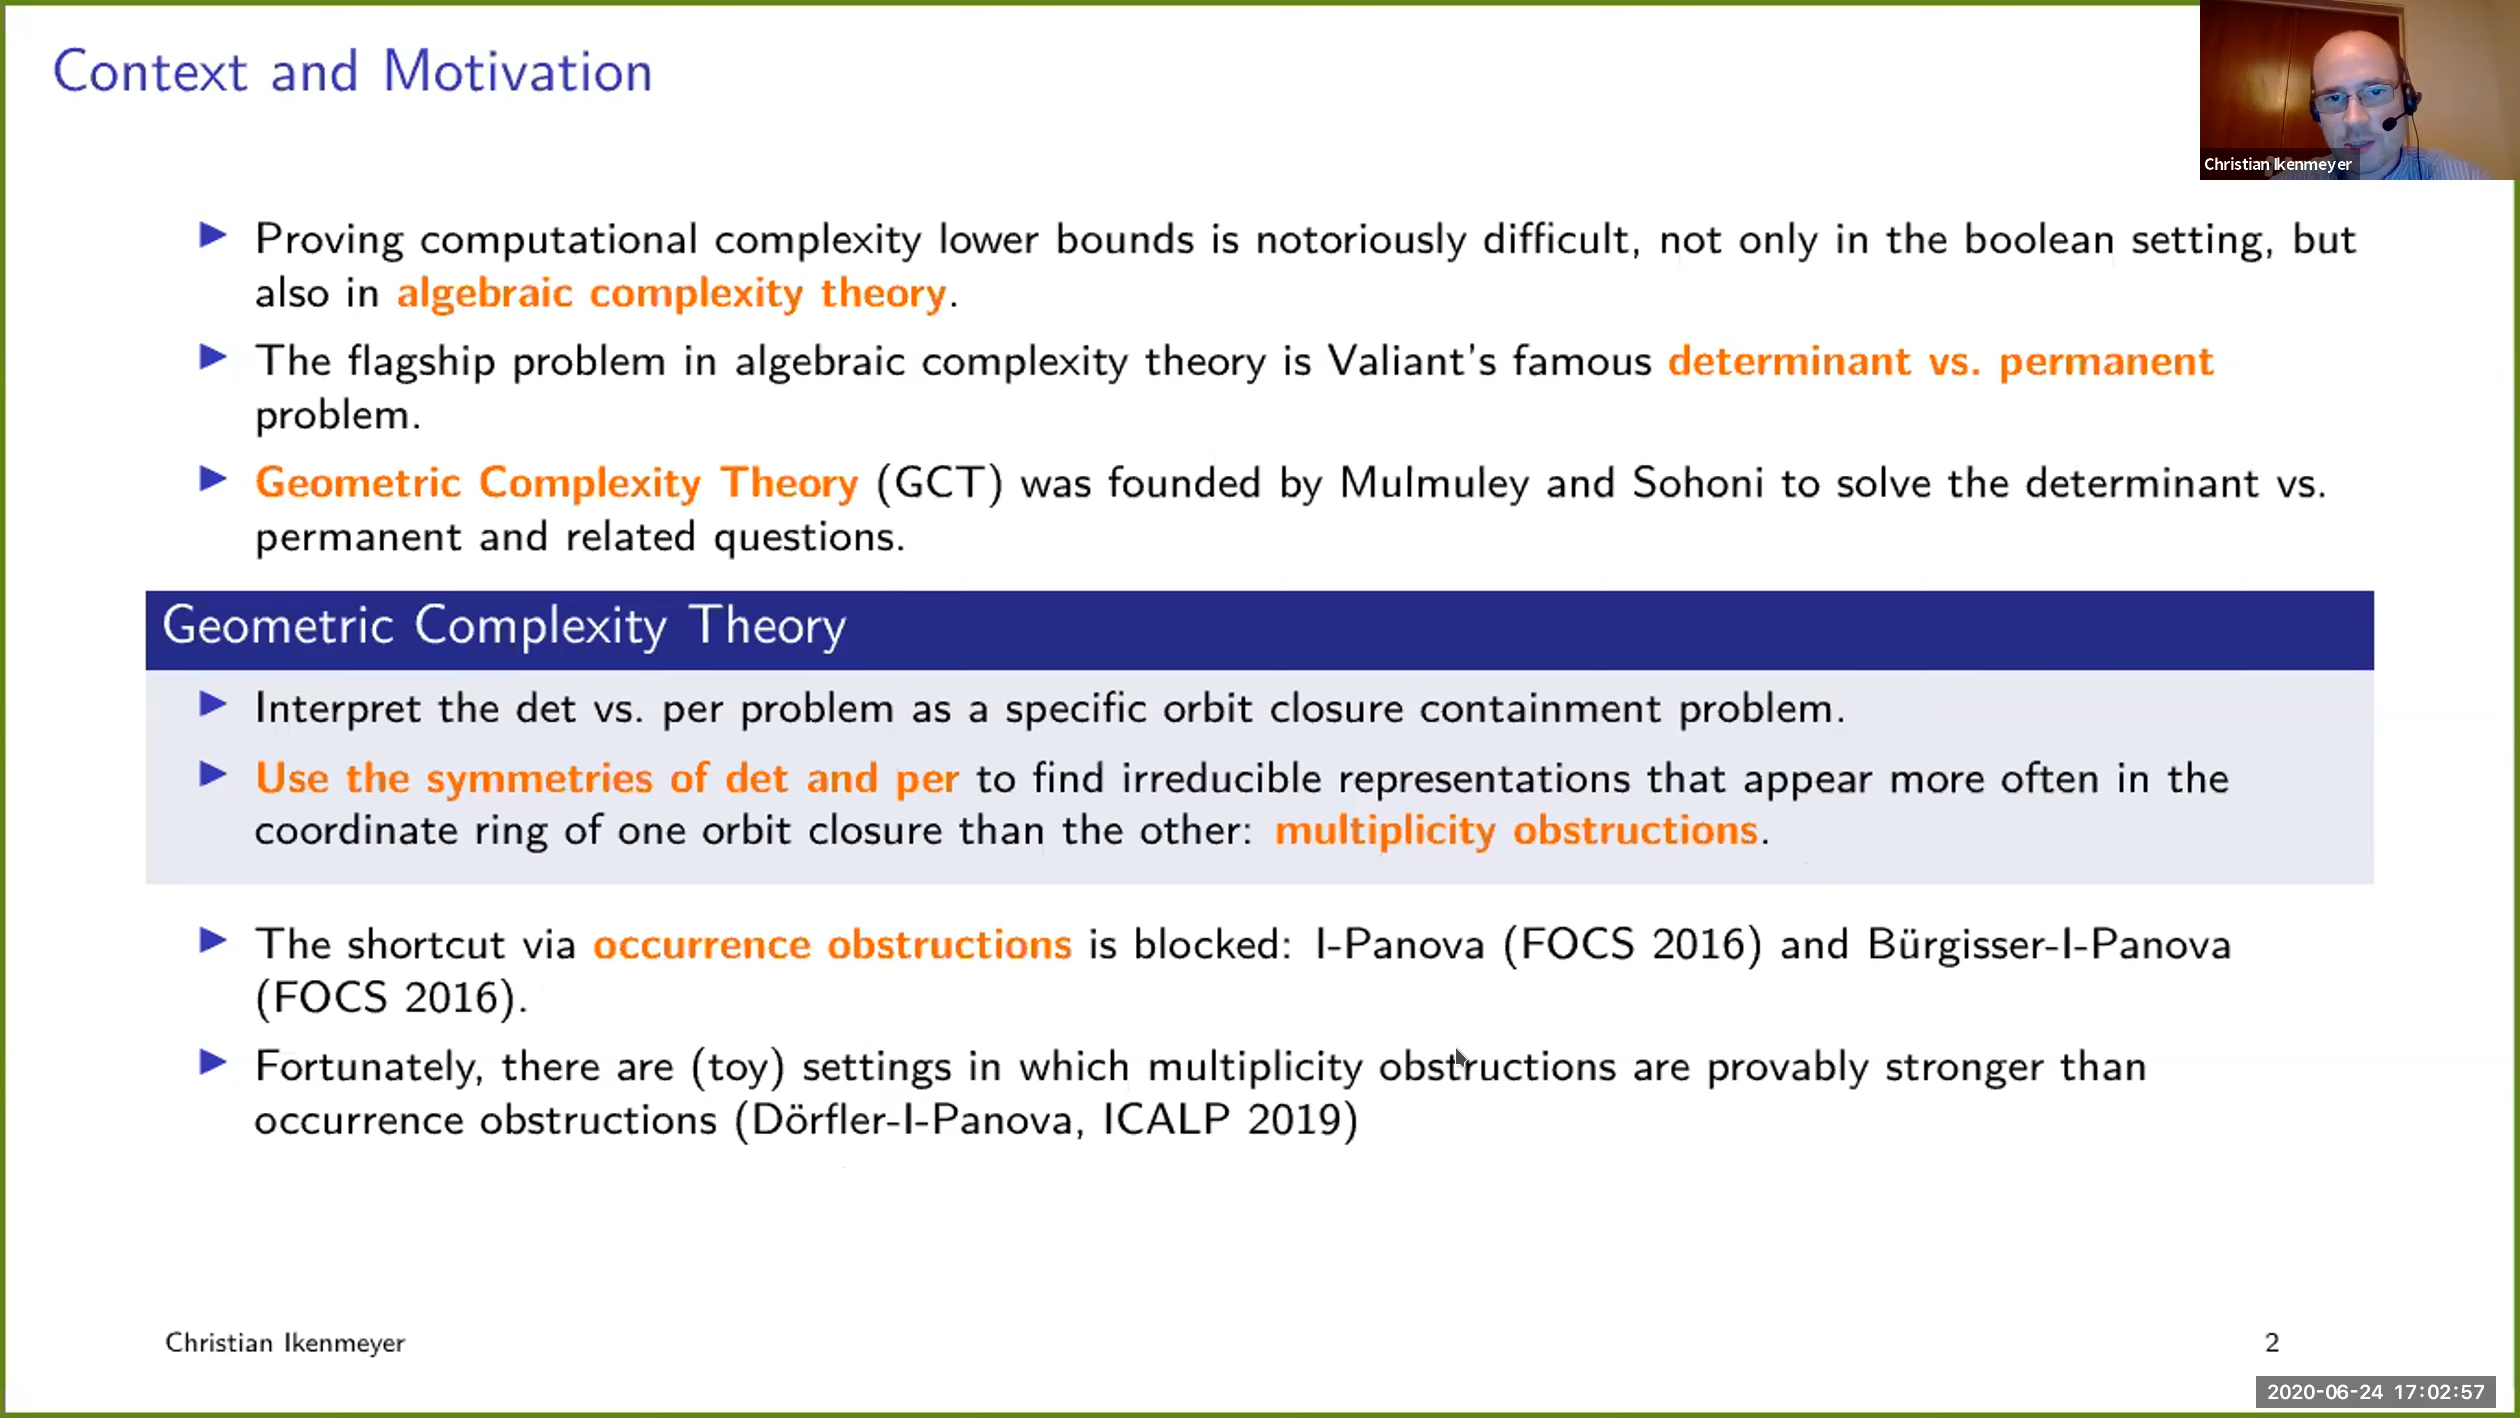 Context and Motivation
Christian Ikenmeyer
▶ Proving computational complexity lower bounds is notoriously difficult, not only in the boolean setting, but
also in algebraic complexity theory.
▶ The flagship problem in algebraic complexity theory is Valiant's famous determinant vs. permanent
problem.
▶ Geometric Complexity Theory (GCT) was founded by Mulmuley and Sohoni to solve the determinant vs.
permanent and related questions.
Geometric Complexity Theory
▶ Interpret the det vs. per problem as a specific orbit closure containment problem.
▶ Use the symmetries of det and per to find irreducible representations that appear more often in the
coordinate ring of one orbit closure than the other: multiplicity obstructions.
▶ The shortcut via occurrence obstructions is blocked: I-Panova (FOCS 2016) and Bürgisser-I-Panova
(FOCS 2016).
▶ Fortunately, there are (toy) settings in which multiplicity obstructions are provably stronger than
occurrence obstructions (Dörfler-I-Panova, ICALP 2019)
Christian Ikenmeyer
2
2020-06-24 17:02:57